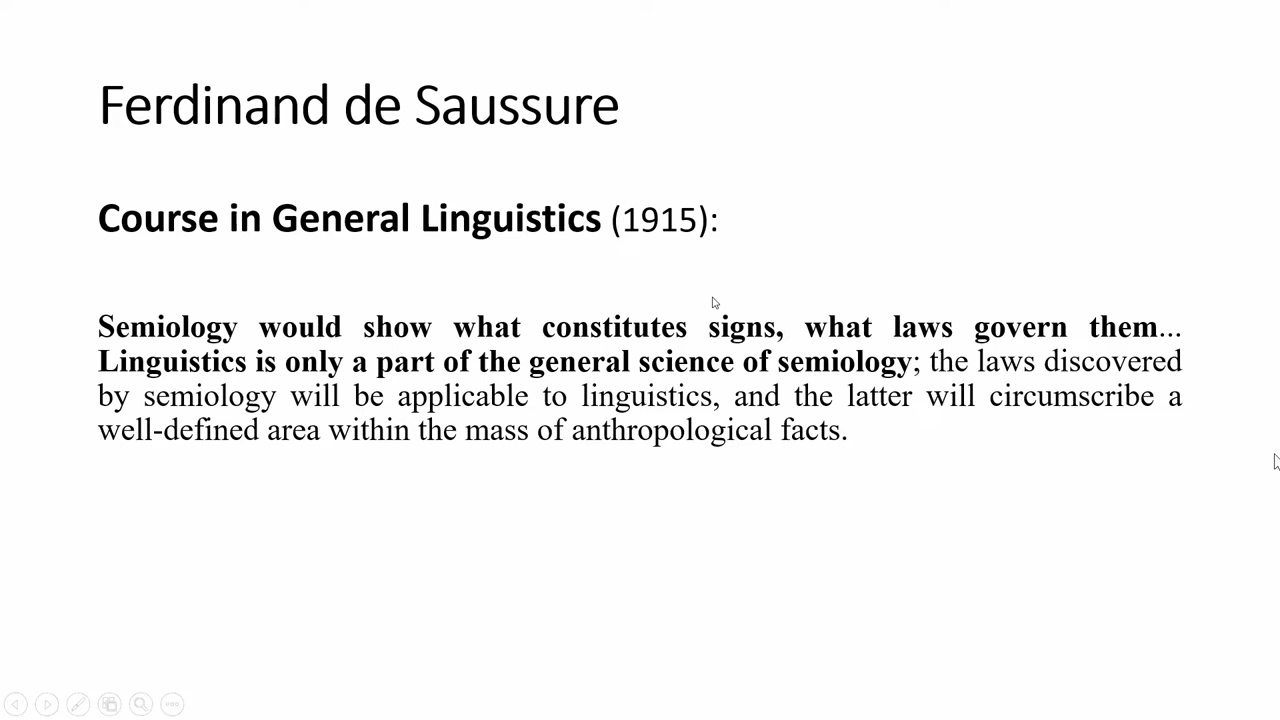 Ferdinand de Saussure
Course in General Linguistics (1915):
Semiology would show what constitutes signs, what laws govern them...
Linguistics is only a part of the general science of semiology; the laws discovered
by semiology will be applicable to linguistics, and the latter will circumscribe a
well-defined area within the mass of anthropological facts.